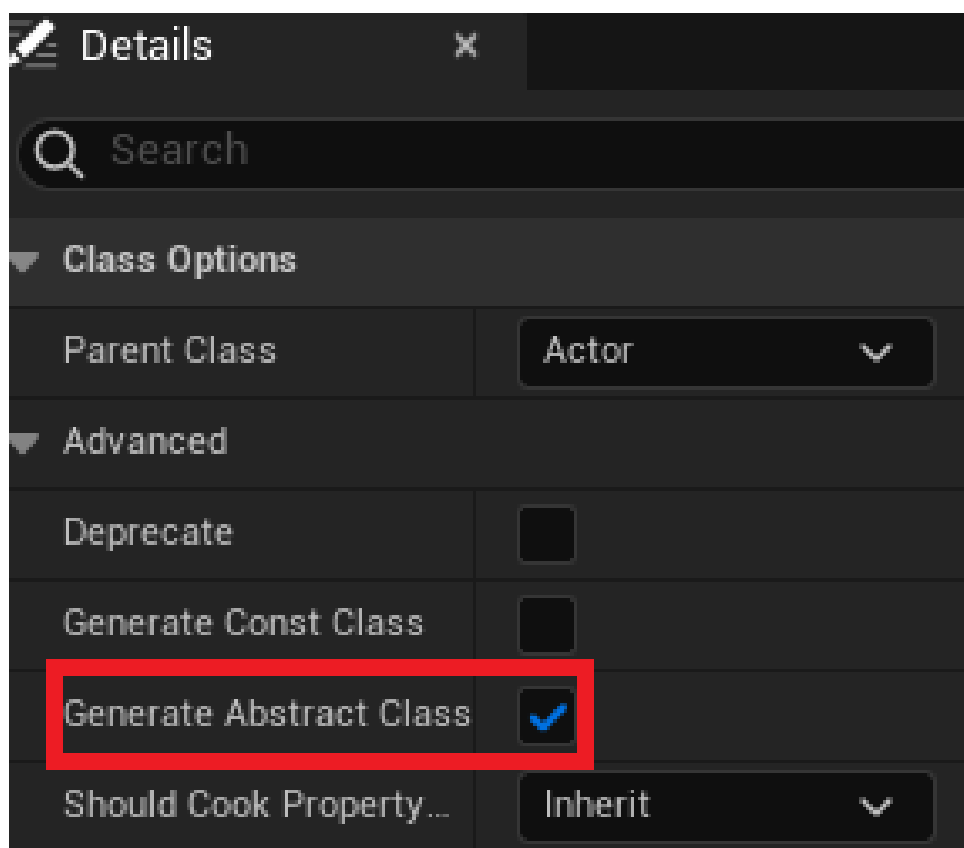 Details
Search
Class Options
Parent Class Actor
Advanced
Deprecate
Generate Const Class
Generate Abstract Class
Should Cook Property... Inherit